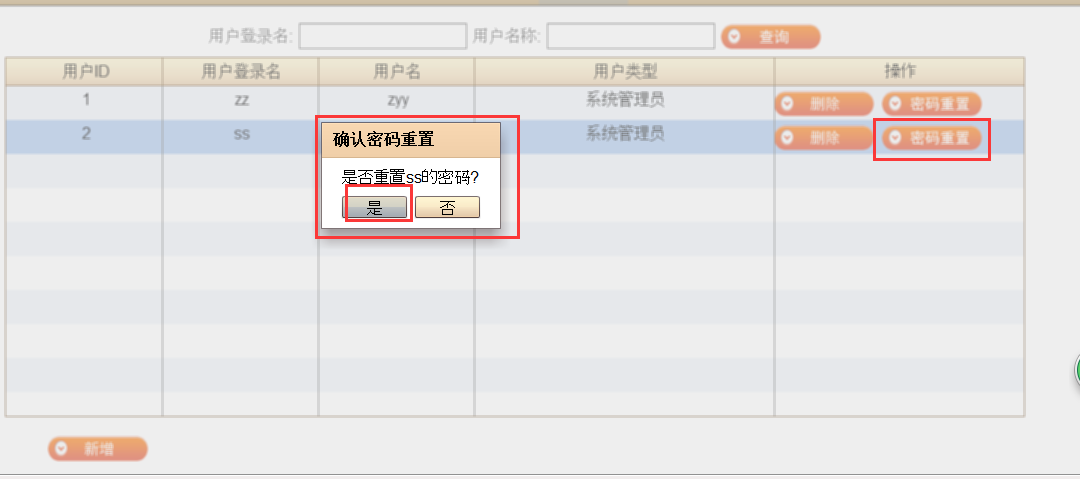 用户登录名: 用户名称: 查询
用户ID 用户登录名 用户名 用户类型 操作
1 zz zyy 系统管理员 删除 密码重置
2 ss 系统管理员 删除 密码重置
确认密码重置
是否重置ss的密码?
是 否
新增